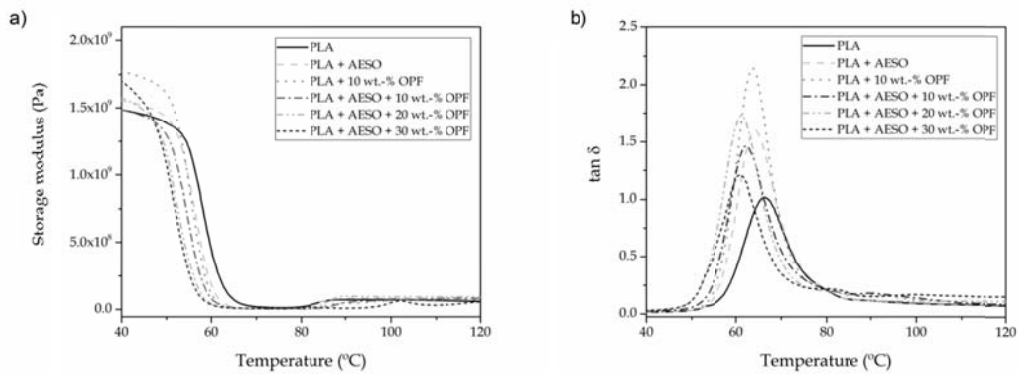 a)
Storage modulus (Pa)
2.0x10⁹
1.5x10⁹
1.0x10⁹
5.0x10⁸
0.0
40 60 80 100 120
Temperature (ºC)
PLA
PLA + AESO
PLA + 10 wt.-% OPF
PLA + AESO + 10 wt.-% OPF
PLA + AESO + 20 wt.-% OPF
PLA + AESO + 30 wt.-% OPF
b)
tan δ
2.5
2.0
1.5
1.0
0.5
0.0
40 60 80 100 120
Temperature (ºC)
PLA
PLA + AESO
PLA + 10 wt.-% OPF
PLA + AESO + 10 wt.-% OPF
PLA + AESO + 20 wt.-% OPF
PLA + AESO + 30 wt.-% OPF